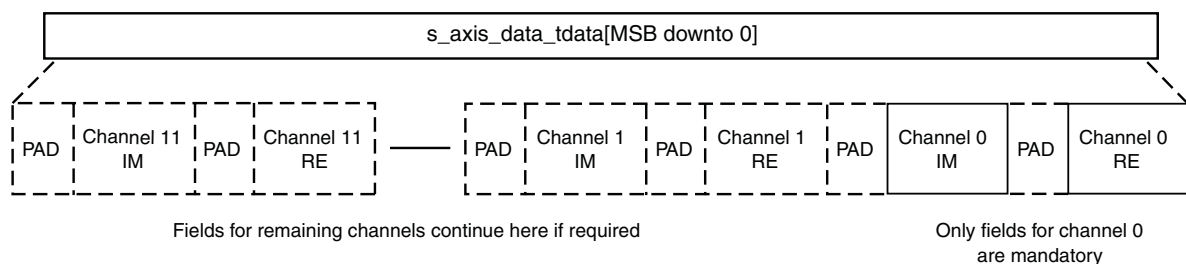 s_axis_data_tdata[MSB downto 0]
PAD
Channel 11
IM
PAD
Channel 11
RE
PAD
Channel 1
IM
PAD
Channel 1
RE
PAD
Channel 0
IM
PAD
Channel 0
RE
Fields for remaining channels continue here if required
Only fields for channel 0
are mandatory